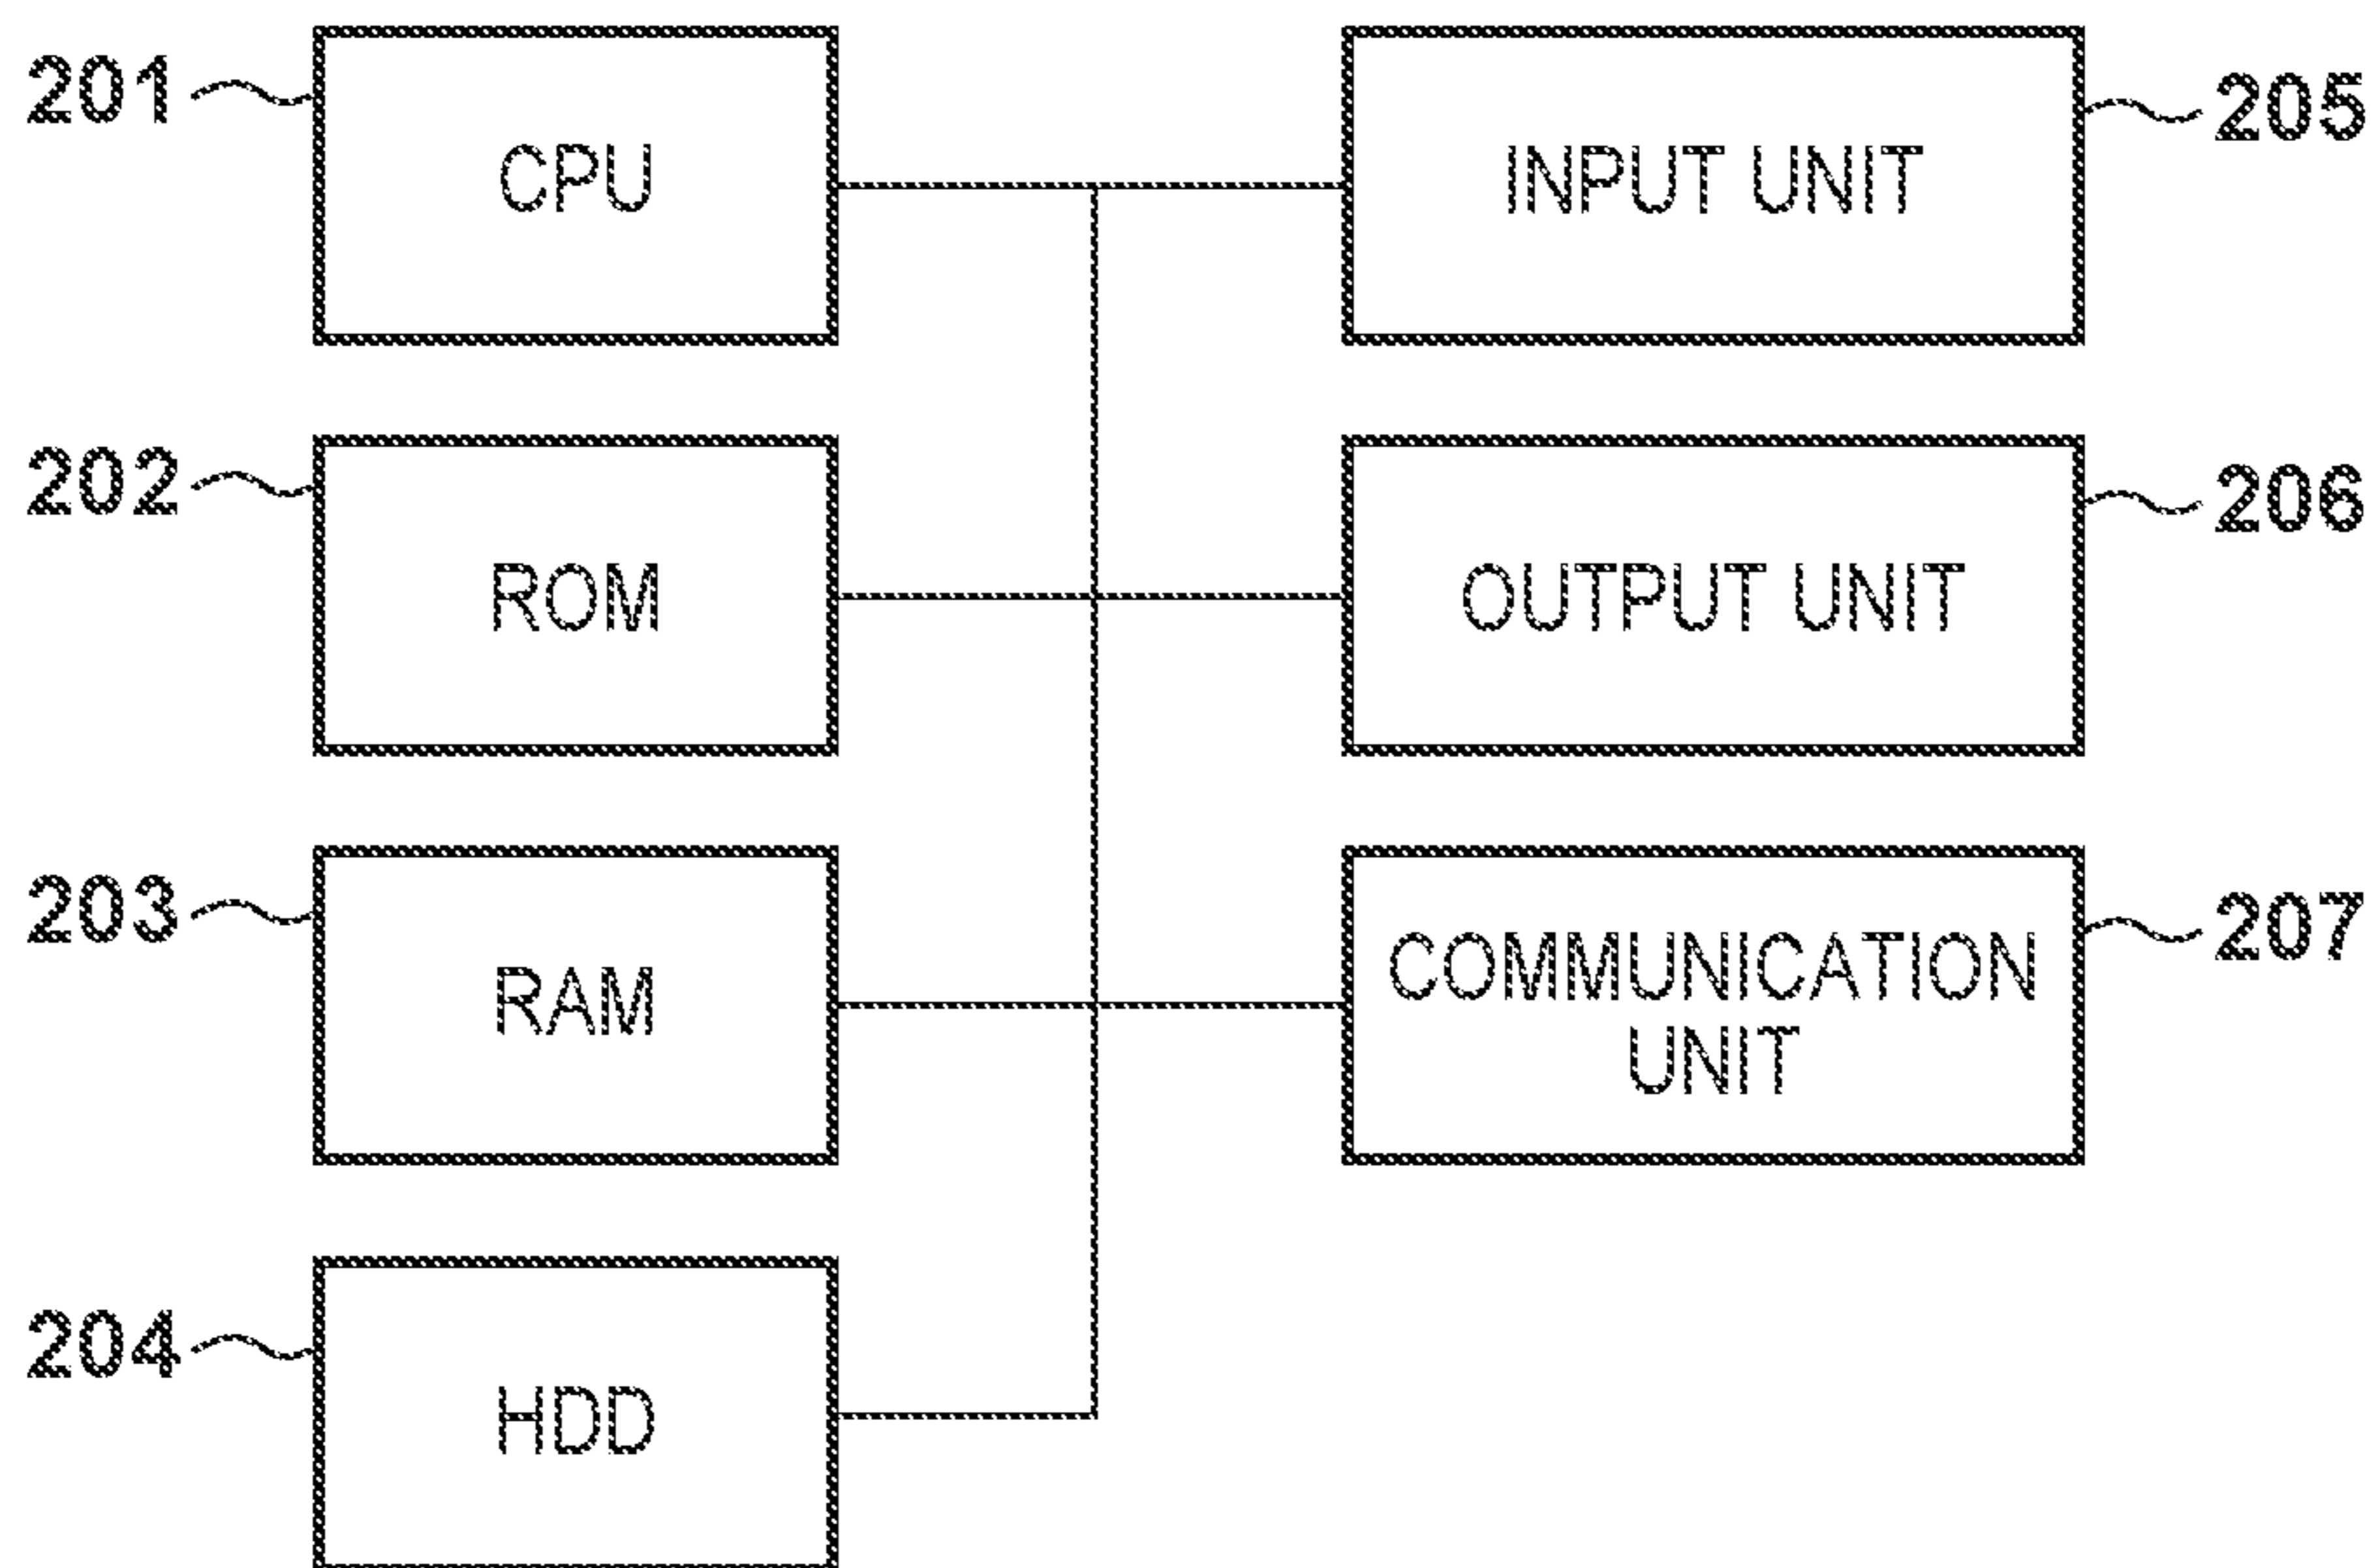 201
CPU
INPUT UNIT
205
202
ROM
OUTPUT UNIT
206
203
RAM
COMMUNICATION
UNIT
207
204
HDD